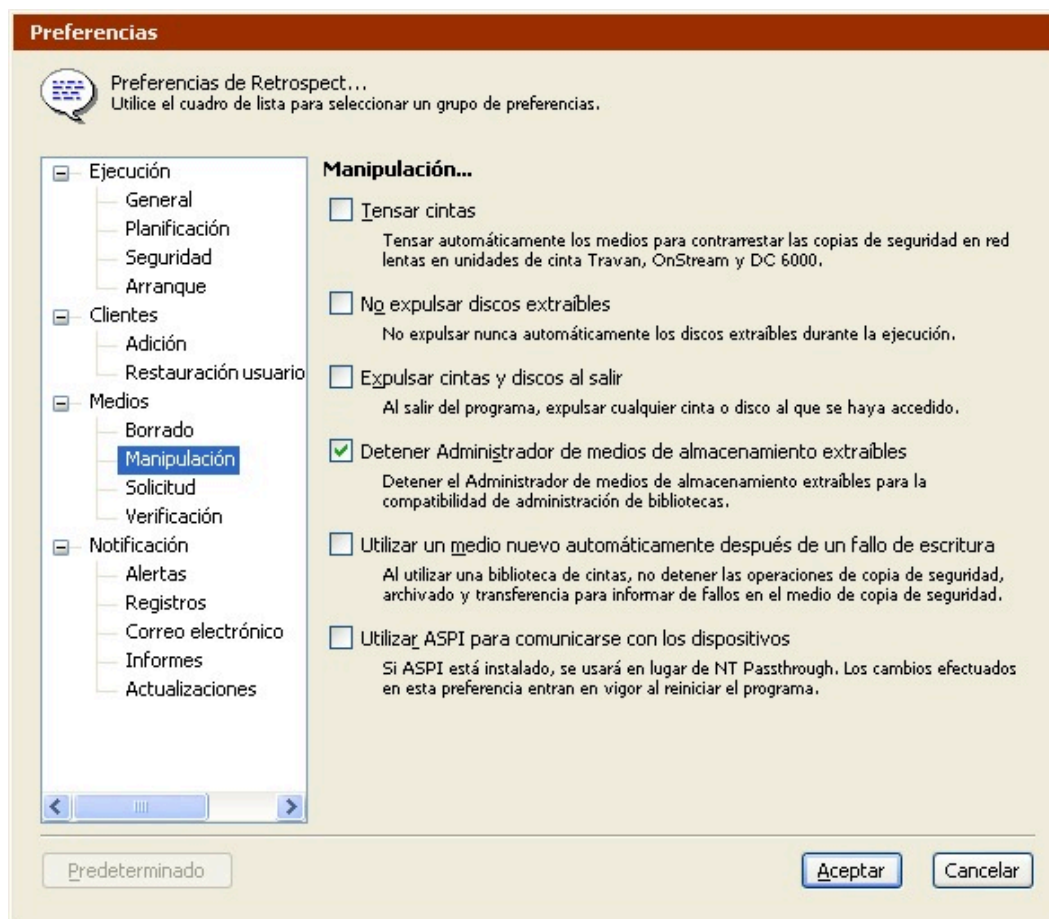 Preferencias
Preferencias de Retrospect...
Utilice el cuadro de lista para seleccionar un grupo de preferencias.
Ejecución
General
Planificación
Seguridad
Arranque
Clientes
Adición
Restauración usuario
Medios
Borrado
Manipulación
Solicitud
Verificación
Notificación
Alertas
Registros
Correo electrónico
Informes
Actualizaciones
Manipulación...
Tensar cintas
Tensar automáticamente los medios para contrarrestar las copias de seguridad en red
lentas en unidades de cinta Travan, OnStream y DC 6000.
No expulsar discos extraíbles
No expulsar nunca automáticamente los discos extraíbles durante la ejecución.
Expulsar cintas y discos al salir
Al salir del programa, expulsar cualquier cinta o disco al que se haya accedido.
Detener Administrador de medios de almacenamiento extraíbles
Detener el Administrador de medios de almacenamiento extraíbles para la
compatibilidad de administración de bibliotecas.
Utilizar un medio nuevo automáticamente después de un fallo de escritura
Al utilizar una biblioteca de cintas, no detener las operaciones de copia de seguridad,
archivado y transferencia para informar de fallos en el medio de copia de seguridad.
Utilizar ASPI para comunicarse con los dispositivos
Si ASPI está instalado, se usará en lugar de NT Passthrough. Los cambios efectuados
en esta preferencia entran en vigor al reiniciar el programa.
Predeterminado
Aceptar
Cancelar